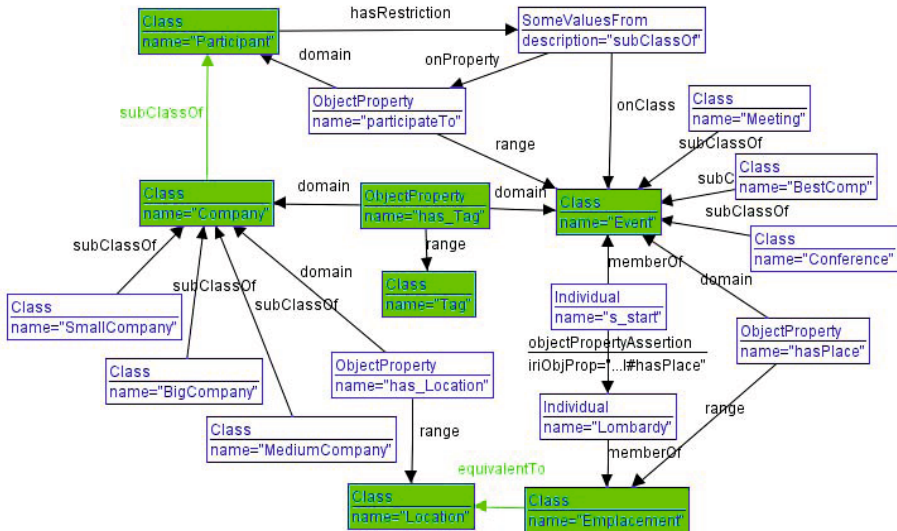 hasRestriction
Class
name="Participant"
SomeValuesFrom
description="subClassOf"
domain
onProperty
subClassOf
ObjectProperty
name="participateTo"
onClass
Class
name="Meeting"
range
subClassOf
Class
name="BestComp"
subC
Class
name="Company"
domain
ObjectProperty
name="has_Tag"
domain
Class
name="Event"
subClassOf
Class
name="Conference"
range
subClassOf
memberOf
domain
Class
name="Tag"
domain
subClassOf
Individual
name="s_start"
Class
name="SmallCompany"
subClassOf
objectPropertyAssertion
iriObjProp="...l#hasPlace"
ObjectProperty
name="hasPlace"
ObjectProperty
name="has_Location"
Class
name="BigCompany"
Individual
name="Lombardy"
range
Class
name="MediumCompany"
range
memberOf
equivalentTo
Class
name="Location"
Class
name="Emplacement"